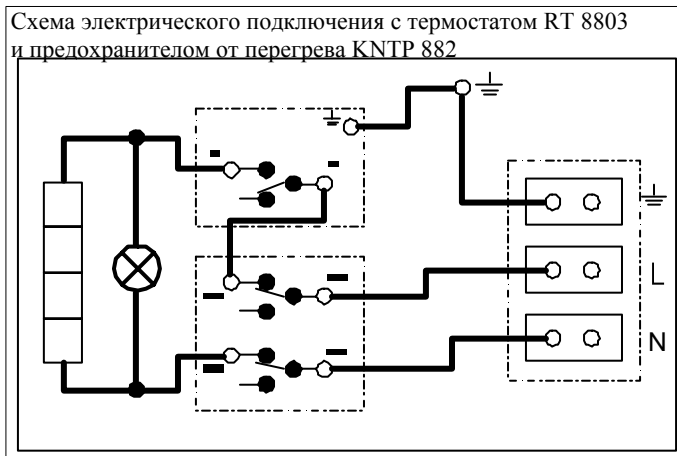 Схема электрического подключения с термостатом RT 8803
и предохранителем от перегрева KNTP 882
L
N